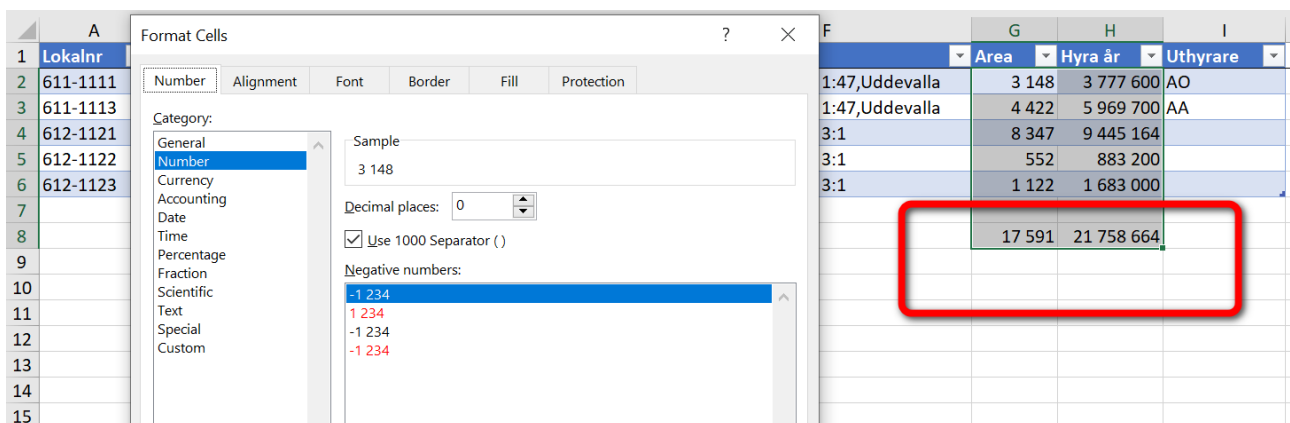 A F G H I
Format Cells ? ×
1 Lokalnr Area Hyra år Uthyrare
Number Alignment Font Border Fill Protection
2 611-1111 1:47,Uddevalla 3 148 3 777 600 AO
3 611-1113 1:47,Uddevalla 4 422 5 969 700 AA
4 612-1121 3:1 8 347 9 445 164
5 612-1122 3:1 552 883 200
6 612-1123 3:1 1 122 1 683 000
7
8 17 591 21 758 664
9
10
11
12
13
14
15
Category:
General
Number
Currency
Accounting
Date
Time
Percentage
Fraction
Scientific
Text
Special
Custom
Sample
3 148
Decimal places: 0
Use 1000 Separator ( )
Negative numbers:
-1 234
1 234
-1 234
-1 234